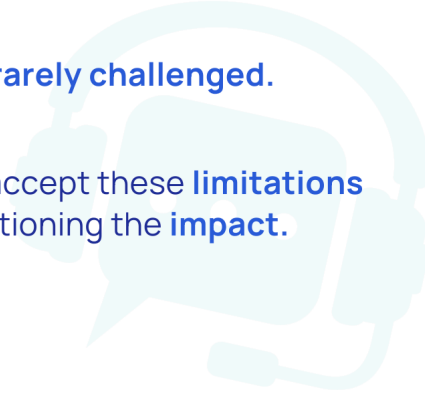 rarely challenged.
accept these limitations
tioning the impact.